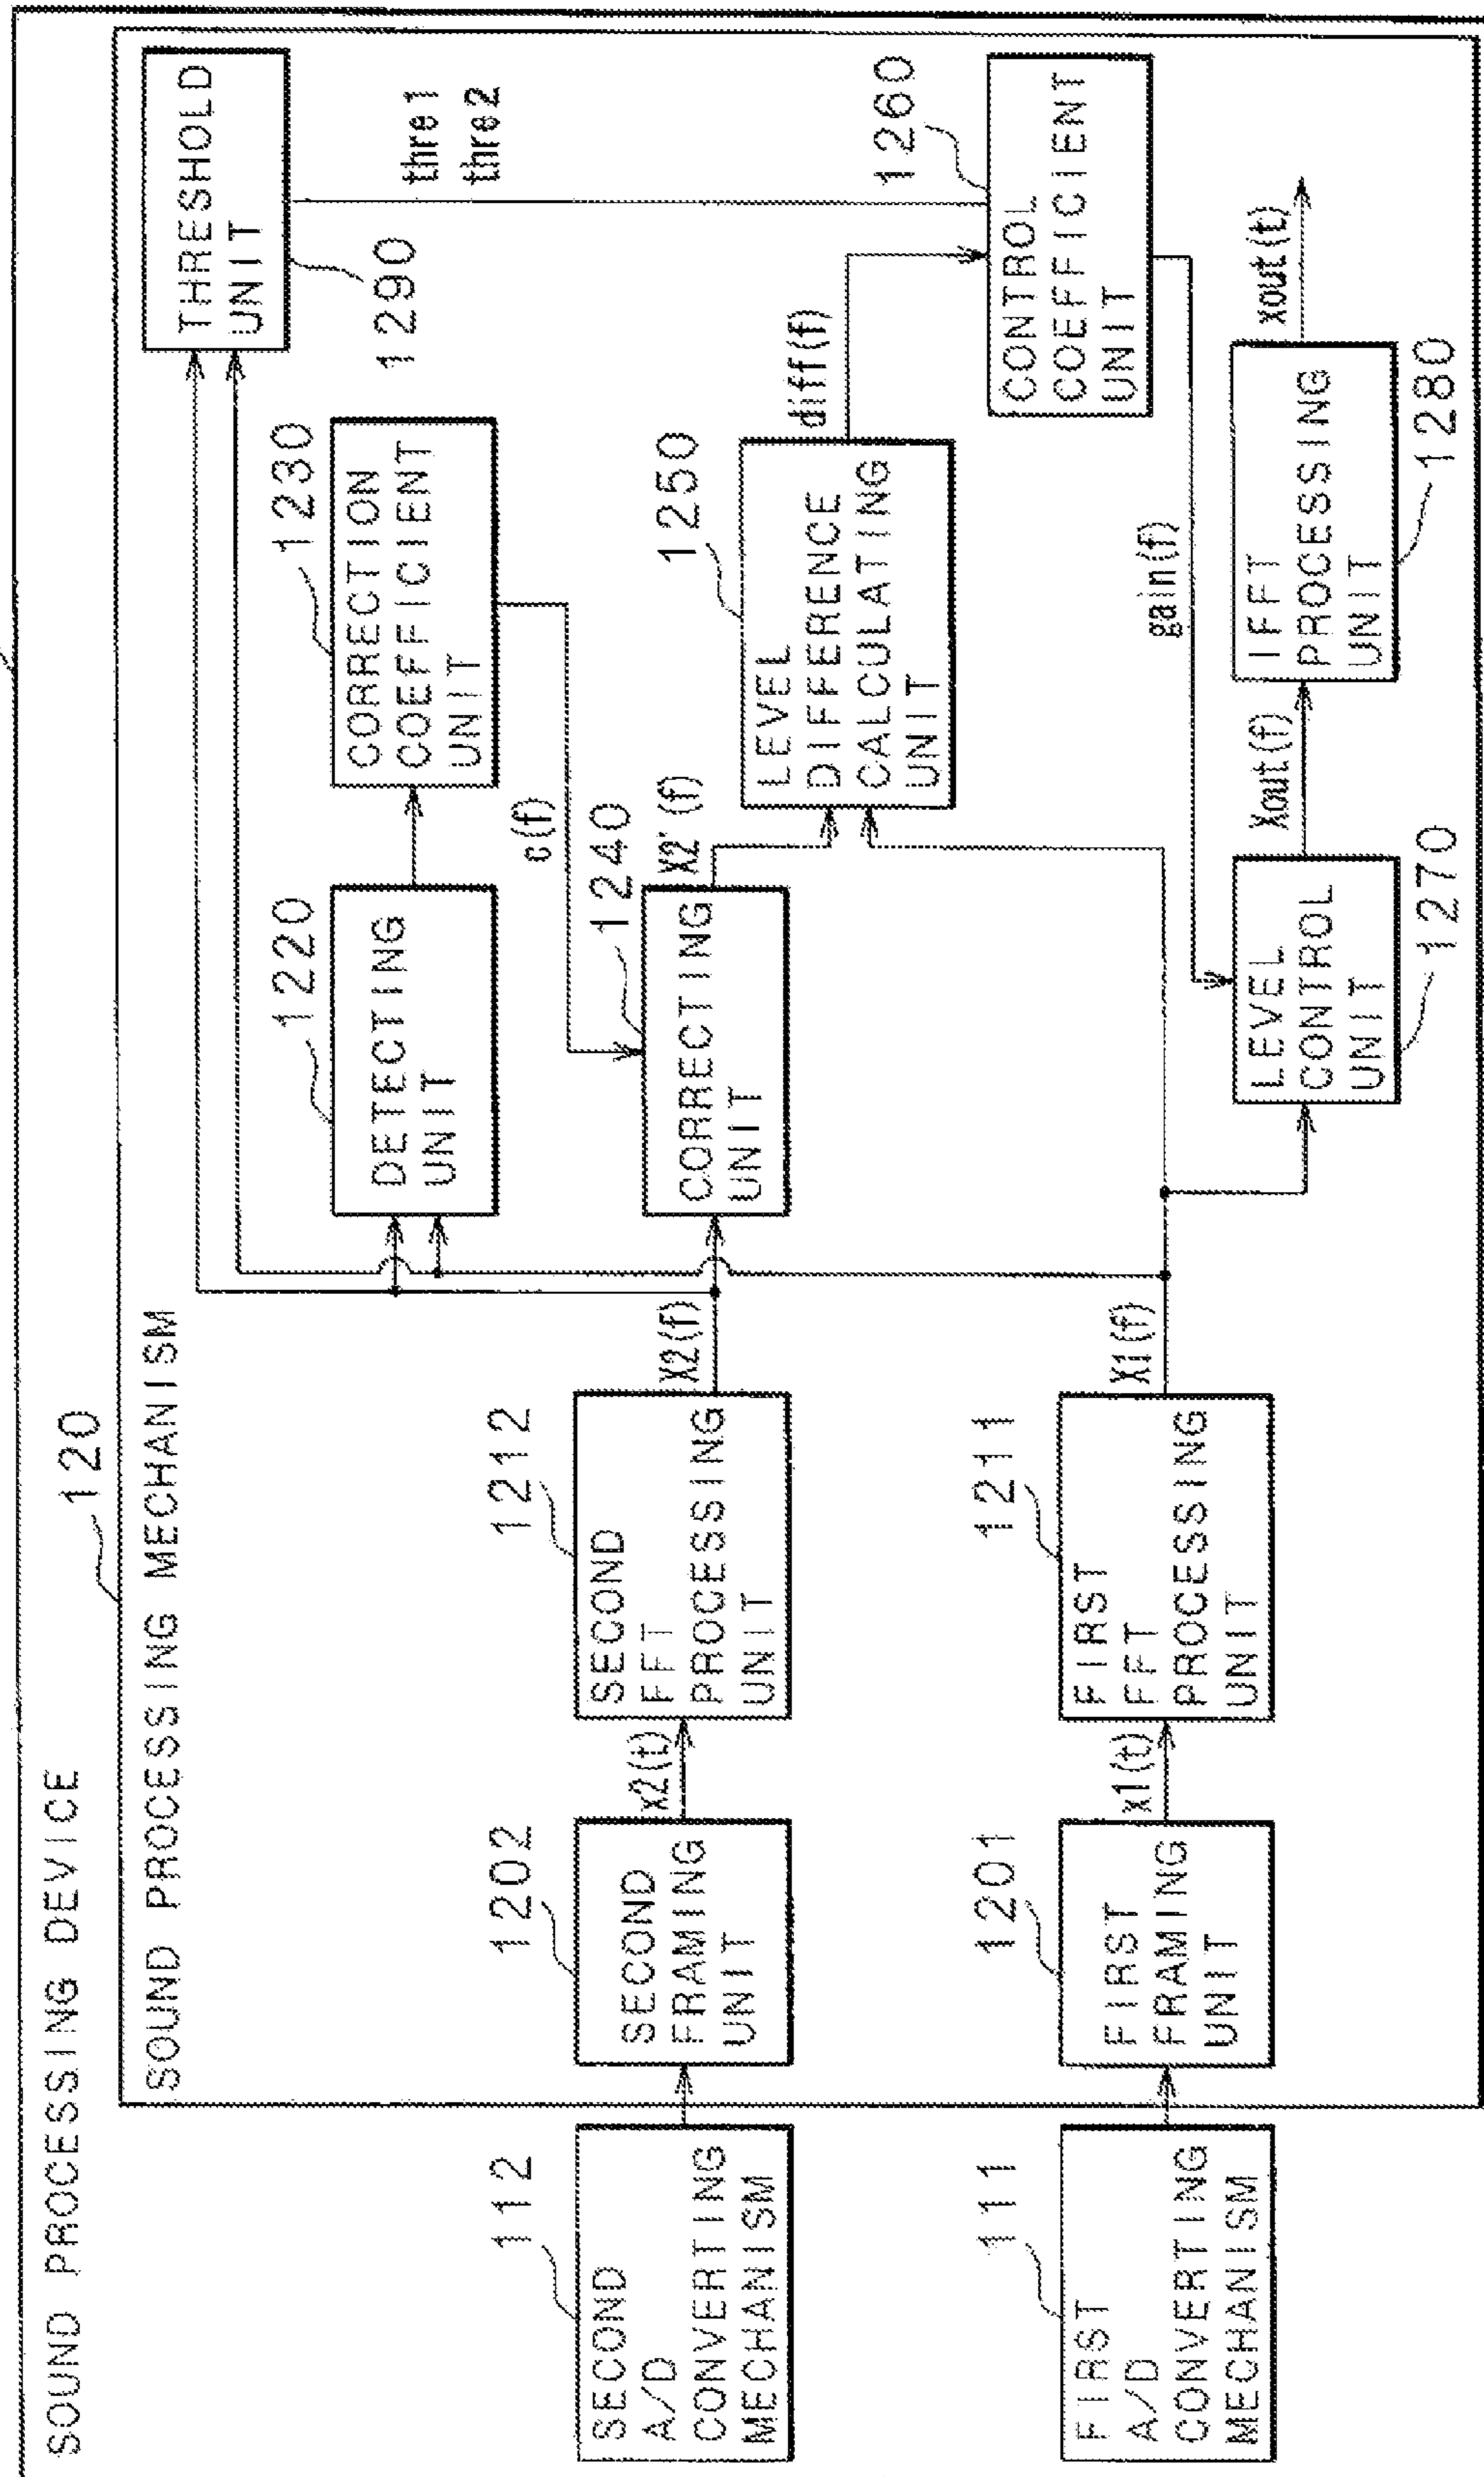 SOUND PROCESSING DEVICE
120
SOUND PROCESSING MECHANISM
THRESHOLD
UNIT
1290
thre1
thre2
1220
DETECTING
UNIT
1230
CORRECTION
COEFFICIENT
UNIT
c(f)
112
SECOND
A/D
CONVERTING
MECHANISM
1202
SECOND
FRAMING
UNIT
x2(t)
1212
SECOND
FFT
PROCESSING
UNIT
X2(f)
1240
CORRECTING
UNIT
X2'(f)
1250
LEVEL
DIFFERENCE
CALCULATING
UNIT
diff(f)
1260
CONTROL
COEFFICIENT
UNIT
gain(f)
111
FIRST
A/D
CONVERTING
MECHANISM
1201
FIRST
FRAMING
UNIT
x1(t)
1211
FIRST
FFT
PROCESSING
UNIT
X1(f)
LEVEL
CONTROL
UNIT
1270
Xout(f)
IFFT
PROCESSING
UNIT
1280
xout(t)